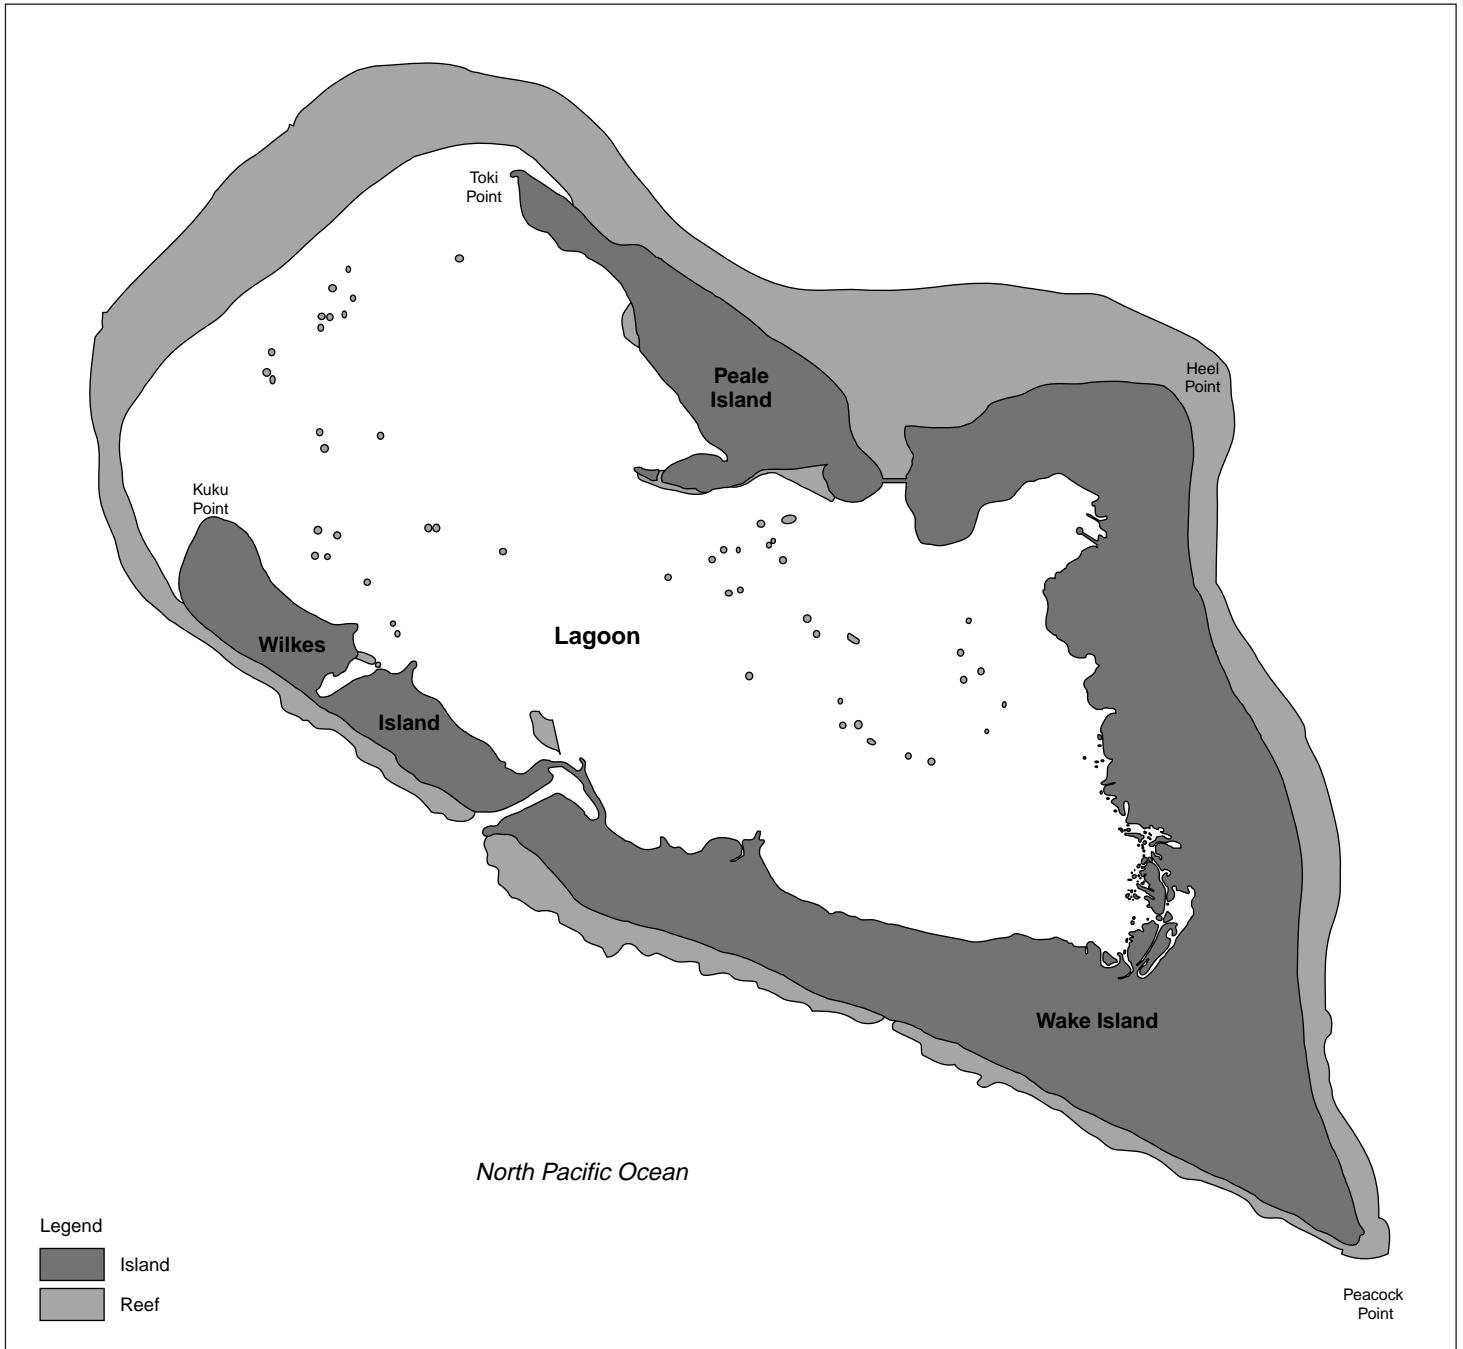 Toki
Point
Heel
Point
Peale
Island
Kuku
Point
Lagoon
Wilkes
Island
Wake Island
North Pacific Ocean
Legend
Island
Reef
Peacock
Point